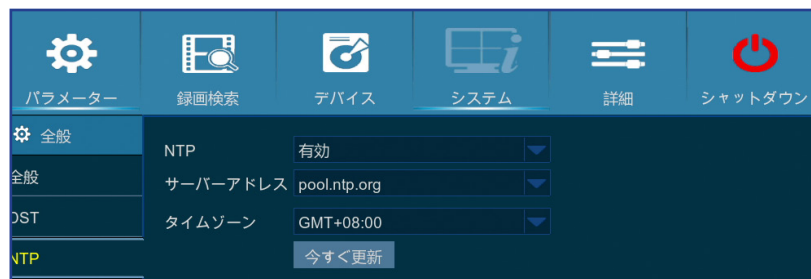 パラメーター 録画検索 デバイス システム 詳細 シャットダウン
全般
NTP 有効
全般
サーバーアドレス pool.ntp.org
DST
タイムゾーン GMT+08:00
NTP
今すぐ更新